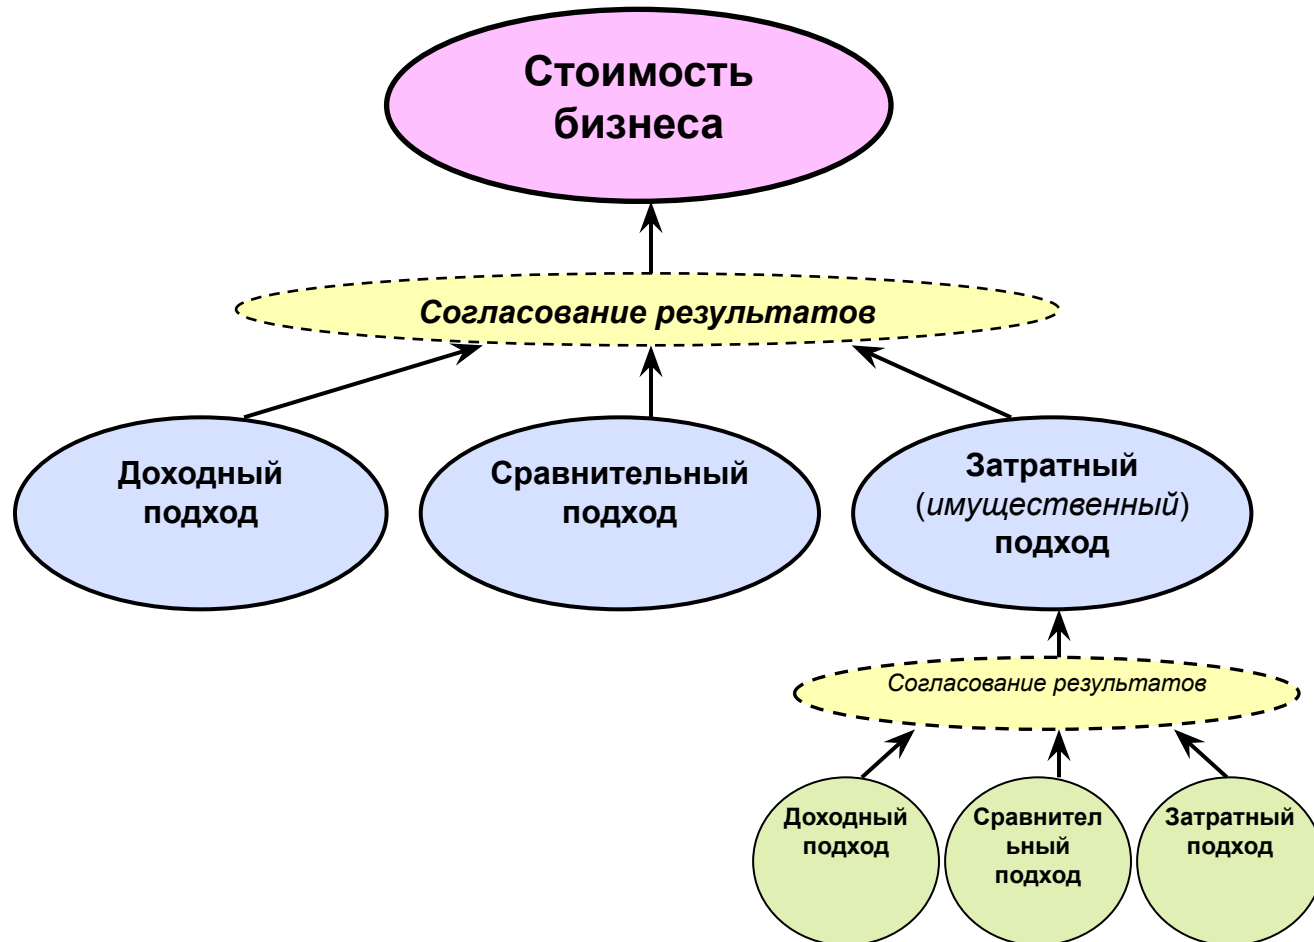 Стоимость
бизнеса
Согласование результатов
Доходный
подход
Сравнительный
подход
Затратный
(имущественный)
подход
Согласование результатов
Доходный
подход
Сравнител
ьный
подход
Затратный
подход